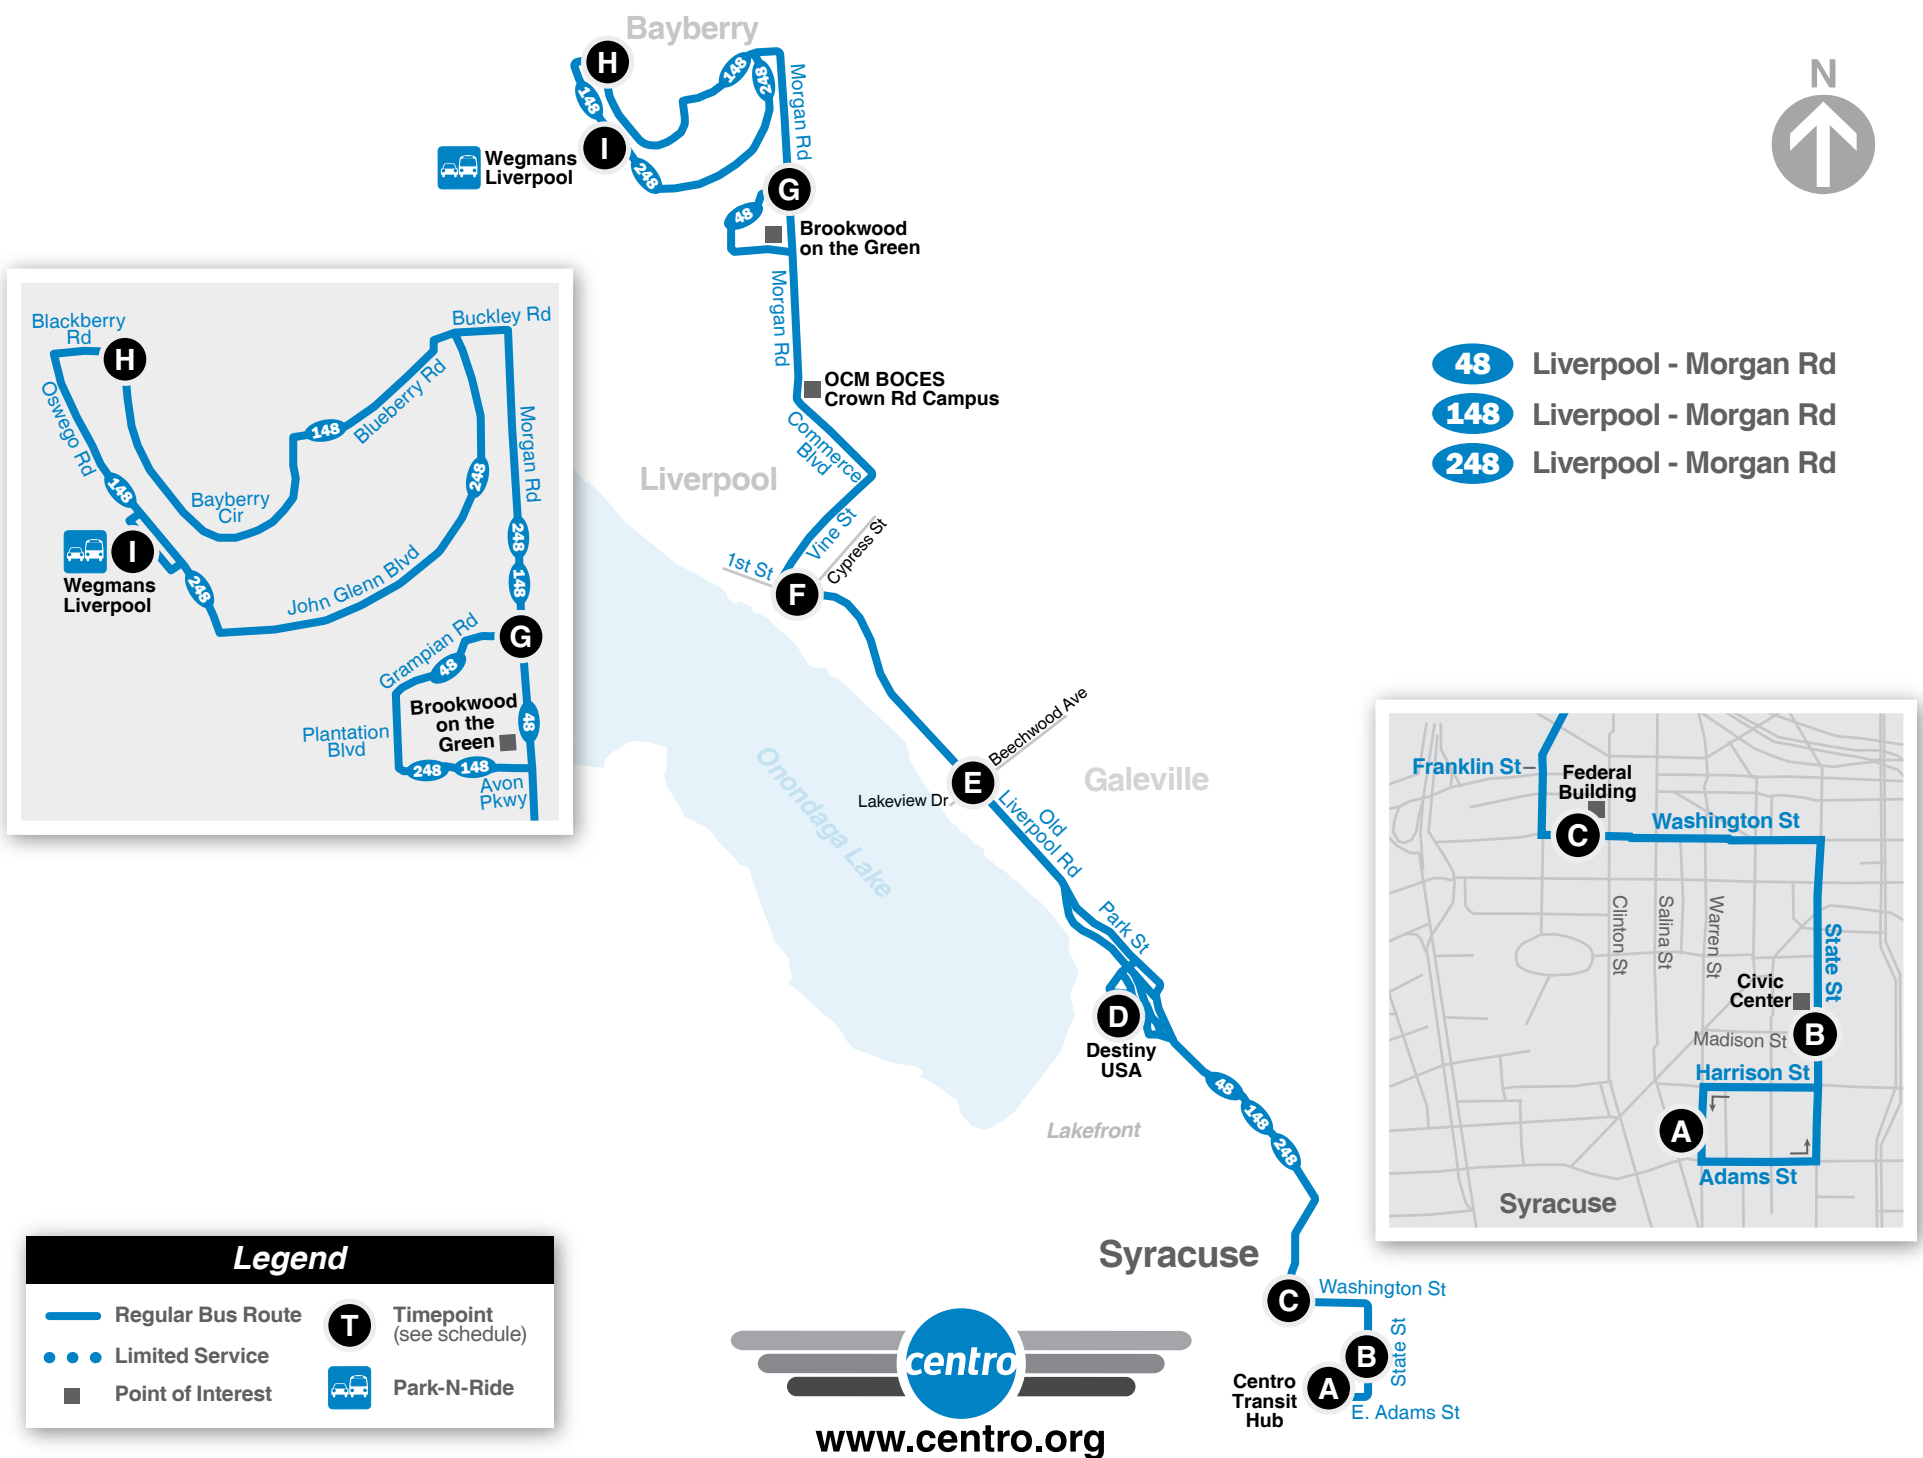 Bayberry
H
148
148
248
Morgan Rd
N
I
Wegmans
Liverpool
248
G
48
Brookwood
on the Green
Morgan Rd
OCM BOCES
Crown Rd Campus
Commerce
Blvd
Liverpool
Vine St
Cypress St
1st St
F
48 Liverpool - Morgan Rd
148 Liverpool - Morgan Rd
248 Liverpool - Morgan Rd
Blackberry
Rd
H
Buckley Rd
Oswego Rd
148
Blueberry Rd
Morgan Rd
248
148
Bayberry
Cir
I
Wegmans
Liverpool
248
John Glenn Blvd
248
148
G
Grampian Rd
48
Brookwood
on the
Green
48
Plantation
Blvd
248
148
Avon
Pkwy
Onondaga Lake
Beechwood Ave
E
Lakeview Dr
Galeville
Old
Liverpool Rd
Park St
D
Destiny
USA
48
148
248
Lakefront
Franklin St
Federal
Building
C
Washington St
Clinton St
Salina St
Warren St
State St
Civic
Center
Madison St
B
Harrison St
A
Adams St
Syracuse
Syracuse
C
Washington St
B
State St
Centro
Transit
Hub
A
E. Adams St
Legend
Regular Bus Route
T
Timepoint
(see schedule)
Limited Service
Point of Interest
Park-N-Ride
centro
www.centro.org